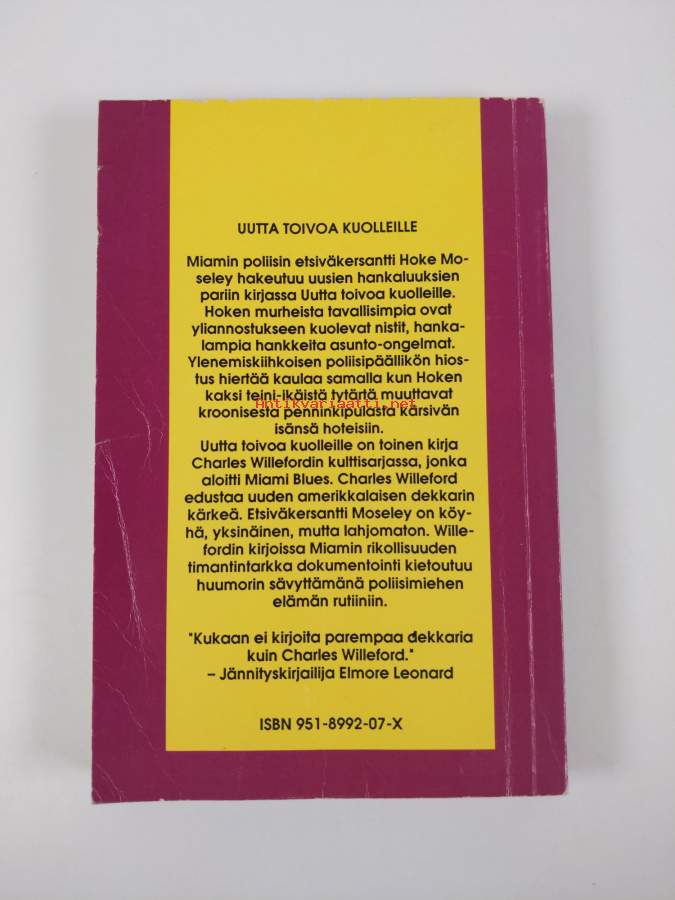 UUTTA TOIVOA KUOLLEILLE
Miamin poliisin etsiväkersantti Hoke Mo-
seley hakeutuu uusien hankaluuksien
pariin kirjassa Uutta toivoa kuolleille.
Hoken murheista tavallisimpia ovat
yliannostukseen kuolevat nistit, hanka-
lampia hankkeita asunto-ongelmat.
Ylenemiskiihkoisen poliisipäällikön hios-
tus hiertää kaulaa samalla kun Hoken
kaksi teini-ikäistä tytärtä muuttavat
Antikvariaatti.net
kroonisesta penninkipulasta kärsivän
isänsä hoteisiin.
Uutta toivoa kuolleille on toinen kirja
Charles Willefordin kulttisarjassa, jonka
aloitti Miami Blues. Charles Willeford
edustaa uuden amerikkalaisen dekkarin
kärkeä. Etsiväkersantti Moseley on köy-
hä, yksinäinen, mutta lahjomaton. Wille-
fordin kirjoissa Miamin rikollisuuden
timantintarkka dokumentointi kietoutuu
huumorin sävyttämänä poliisimiehen
elämän rutiiniin.
"Kukaan ei kirjoita parempaa dekkaria
kuin Charles Willeford."
– Jännityskirjailija Elmore Leonard
ISBN 951-8992-07-X